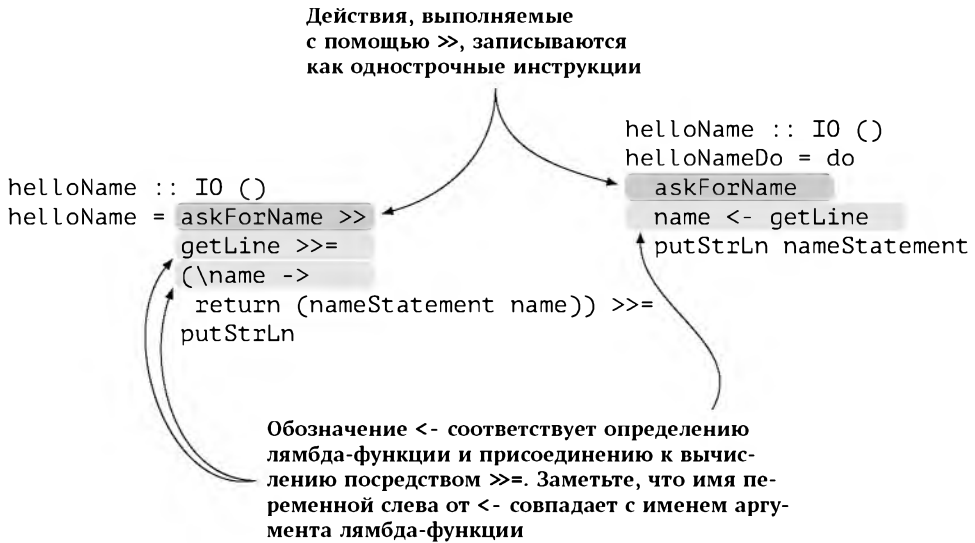 Действия, выполняемые
с помощью >>, записываются
как однострочные инструкции
helloName :: IO ()
helloName = askForName >>
getLine >>=
(\name ->
return (nameStatement name)) >>=
putStrLn
helloName :: IO ()
helloNameDo = do
askForName
name <- getLine
putStrLn nameStatement
Обозначение <- соответствует определению
лямбда-функции и присоединению к вычис-
лению посредством >>=. Заметьте, что имя пе-
ременной слева от <- совпадает с именем аргу-
мента лямбда-функции